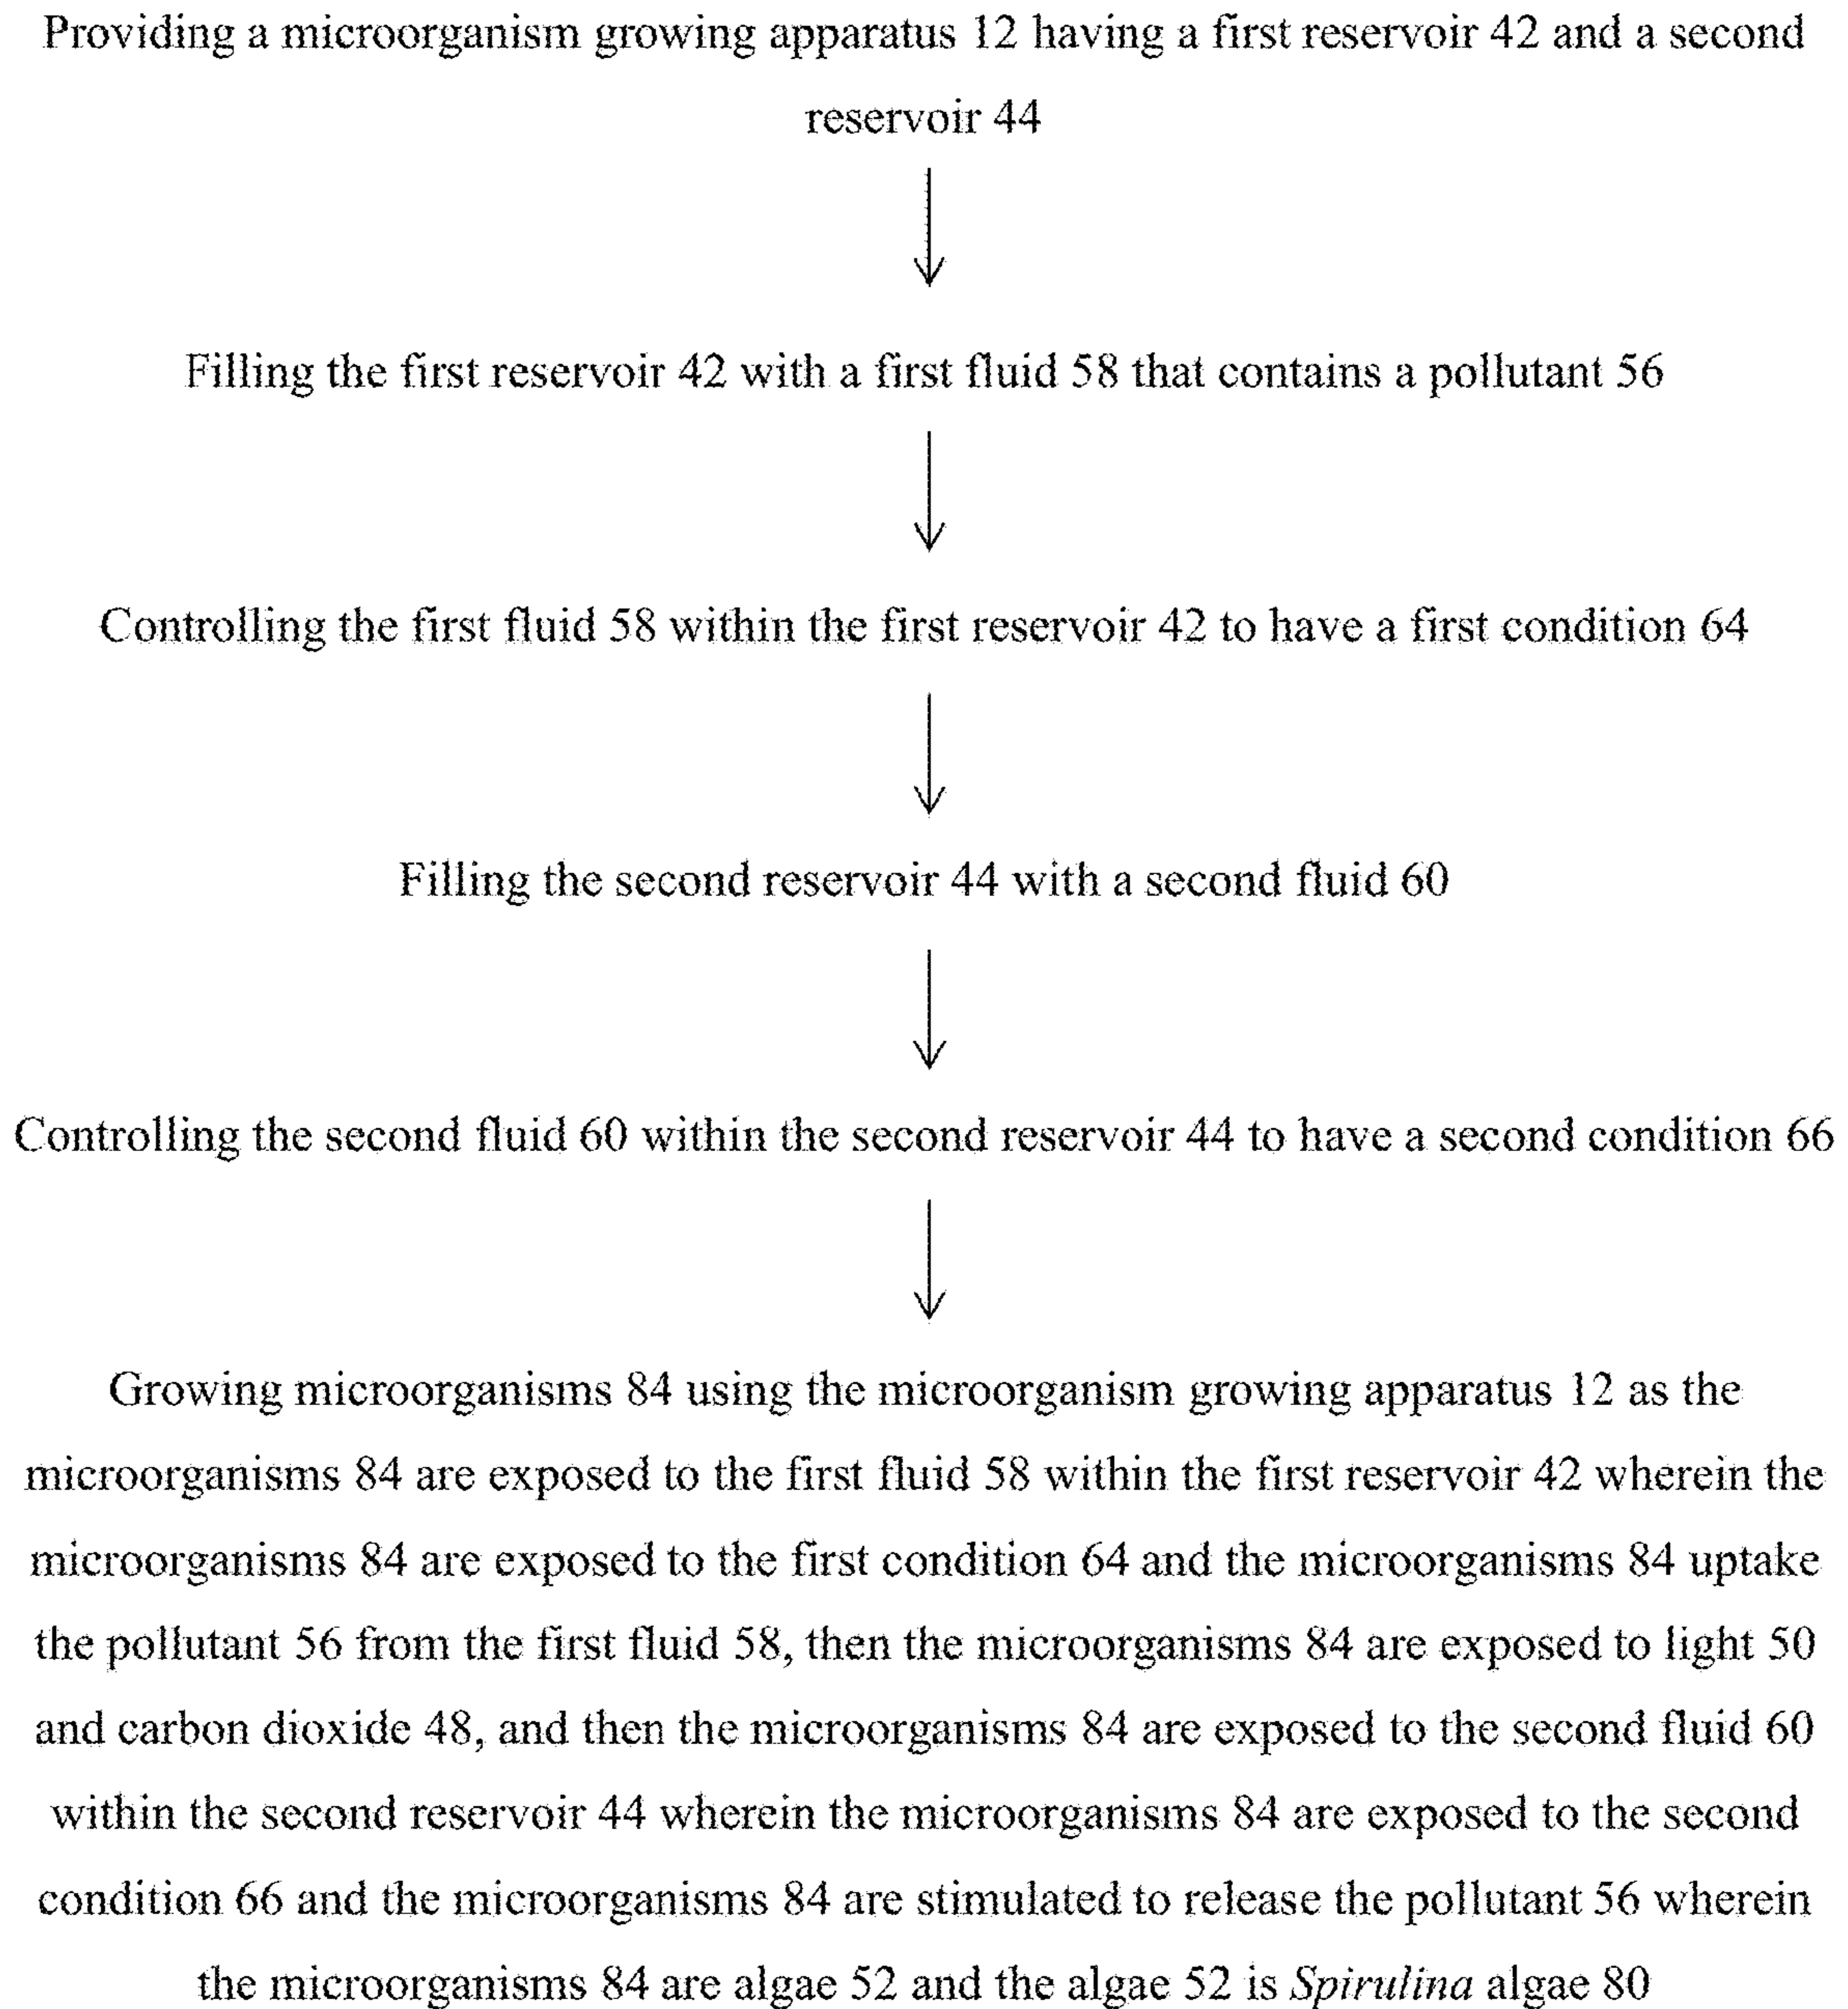 Providing a microorganism growing apparatus 12 having a first reservoir 42 and a second
reservoir 44
Filling the first reservoir 42 with a first fluid 58 that contains a pollutant 56
Controlling the first fluid 58 within the first reservoir 42 to have a first condition 64
Filling the second reservoir 44 with a second fluid 60
Controlling the second fluid 60 within the second reservoir 44 to have a second condition 66
Growing microorganisms 84 using the microorganism growing apparatus 12 as the
microorganisms 84 are exposed to the first fluid 58 within the first reservoir 42 wherein the
microorganisms 84 are exposed to the first condition 64 and the microorganisms 84 uptake
the pollutant 56 from the first fluid 58, then the microorganisms 84 are exposed to light 50
and carbon dioxide 48, and then the microorganisms 84 are exposed to the second fluid 60
within the second reservoir 44 wherein the microorganisms 84 are exposed to the second
condition 66 and the microorganisms 84 are stimulated to release the pollutant 56 wherein
the microorganisms 84 are algae 52 and the algae 52 is Spirulina algae 80